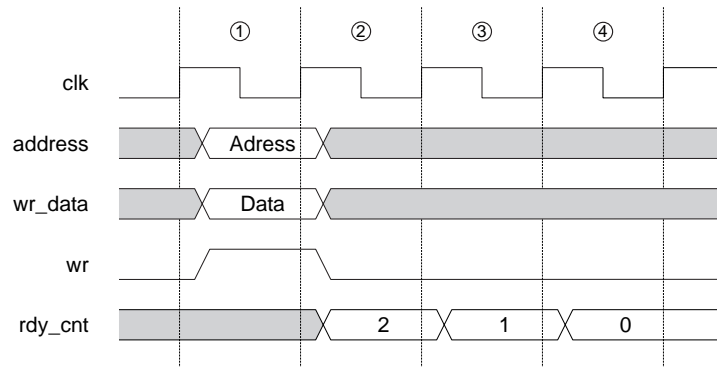 ① ② ③ ④
clk
address Adress
wr_data Data
wr
rdy_cnt 2 1 0